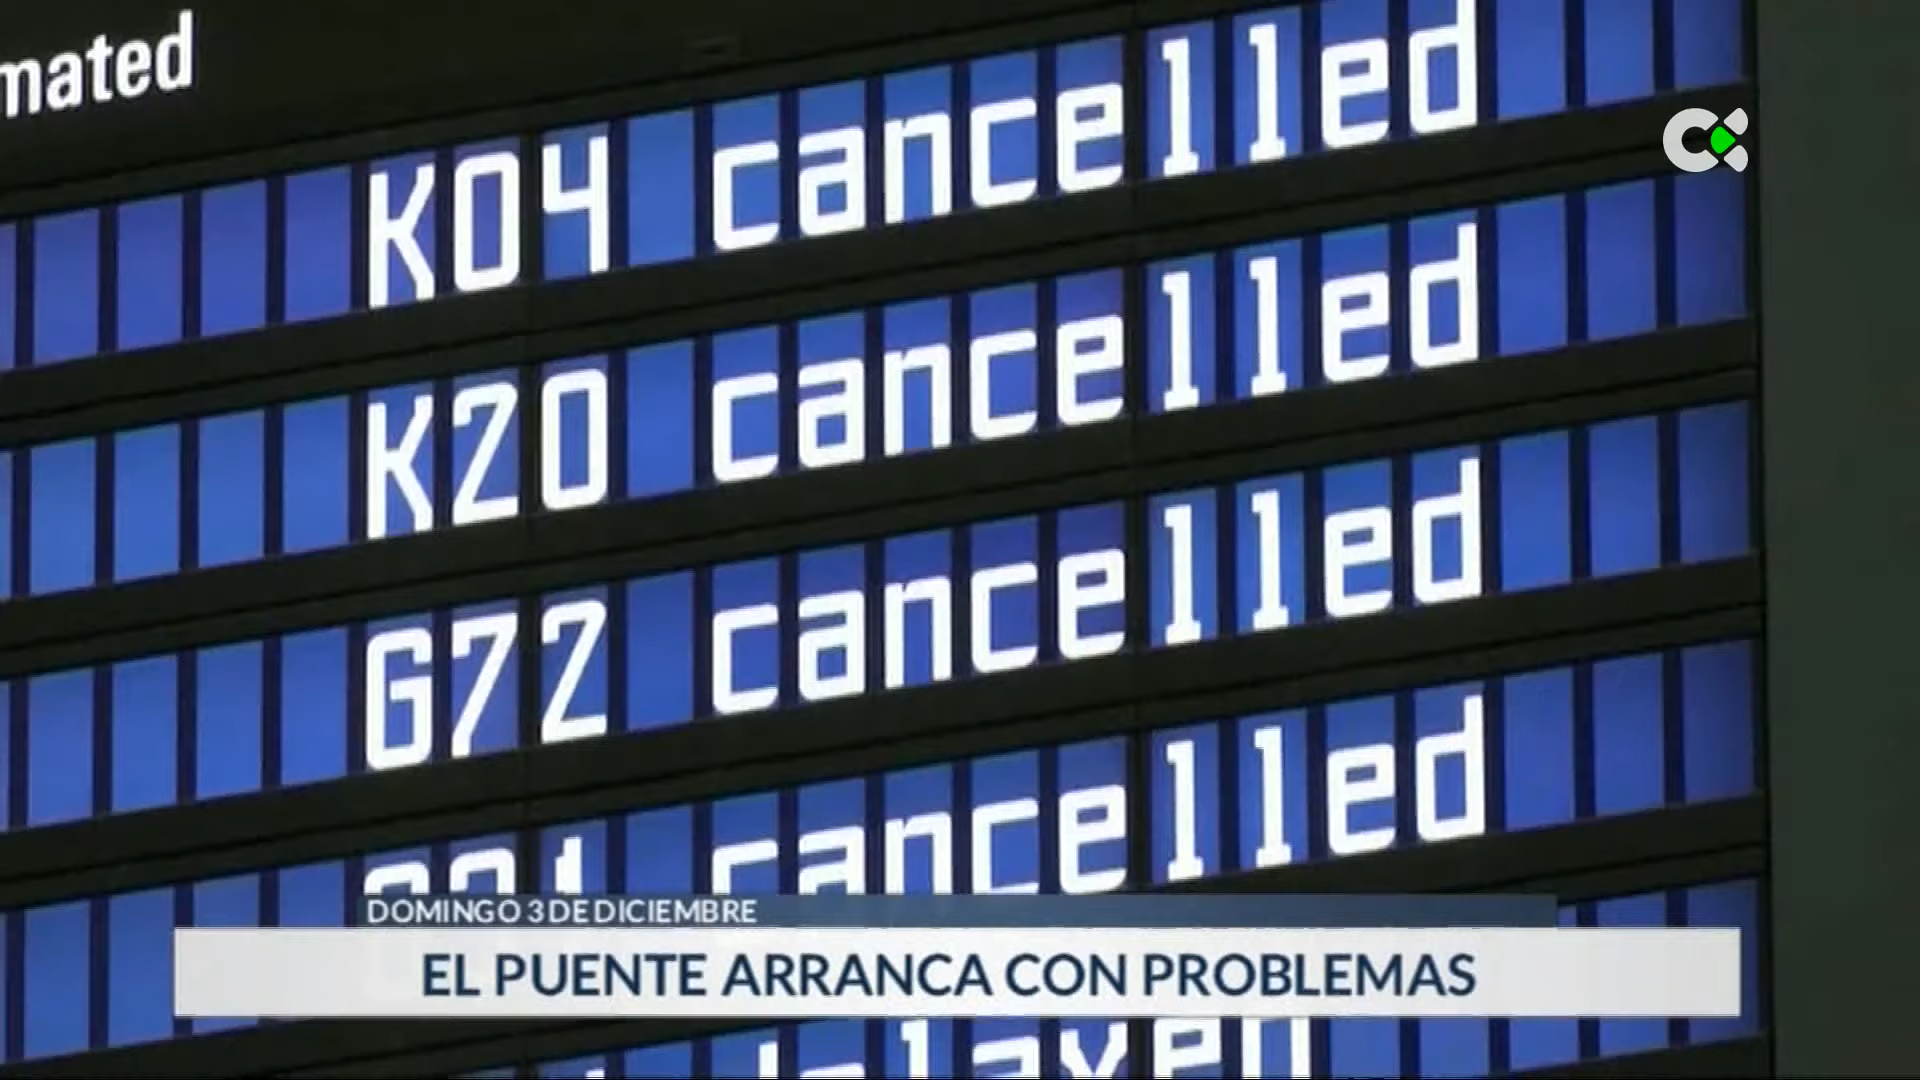 mated
K04 cancelled
K20 cancelled
G72 cancelled
cancelled
DOMINGO 3 DE DICIEMBRE
EL PUENTE ARRANCA CON PROBLEMAS